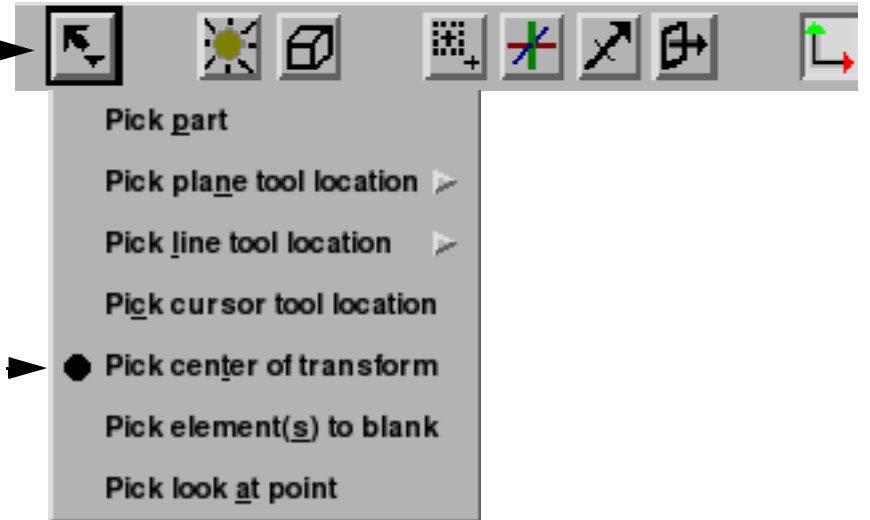 Pick part
Pick plane tool location
Pick line tool location
Pick cursor tool location
Pick center of transform
Pick element(s) to blank
Pick look at point